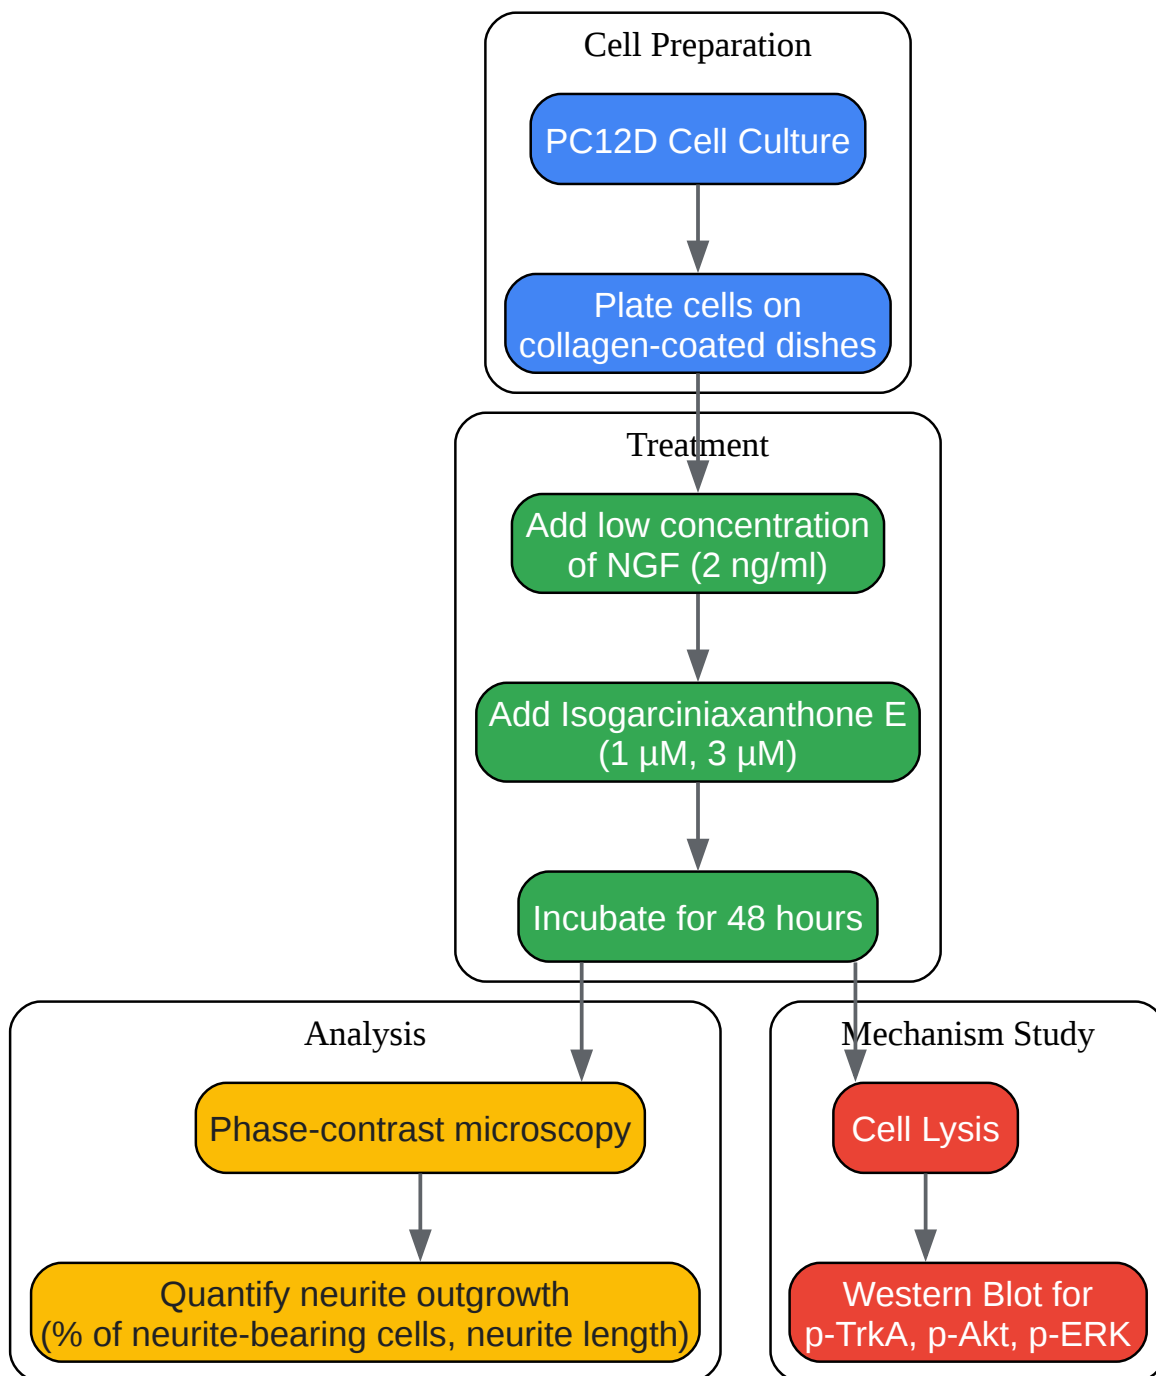 Cell Preparation
PC12D Cell Culture
Plate cells on
collagen-coated dishes
Treatment
Add low concentration
of NGF (2 ng/ml)
Add Isogarciniaxanthone E
(1 µM, 3 µM)
Incubate for 48 hours
Analysis
Phase-contrast microscopy
Quantify neurite outgrowth
(% of neurite-bearing cells, neurite length)
Mechanism Study
Cell Lysis
Western Blot for
p-TrkA, p-Akt, p-ERK